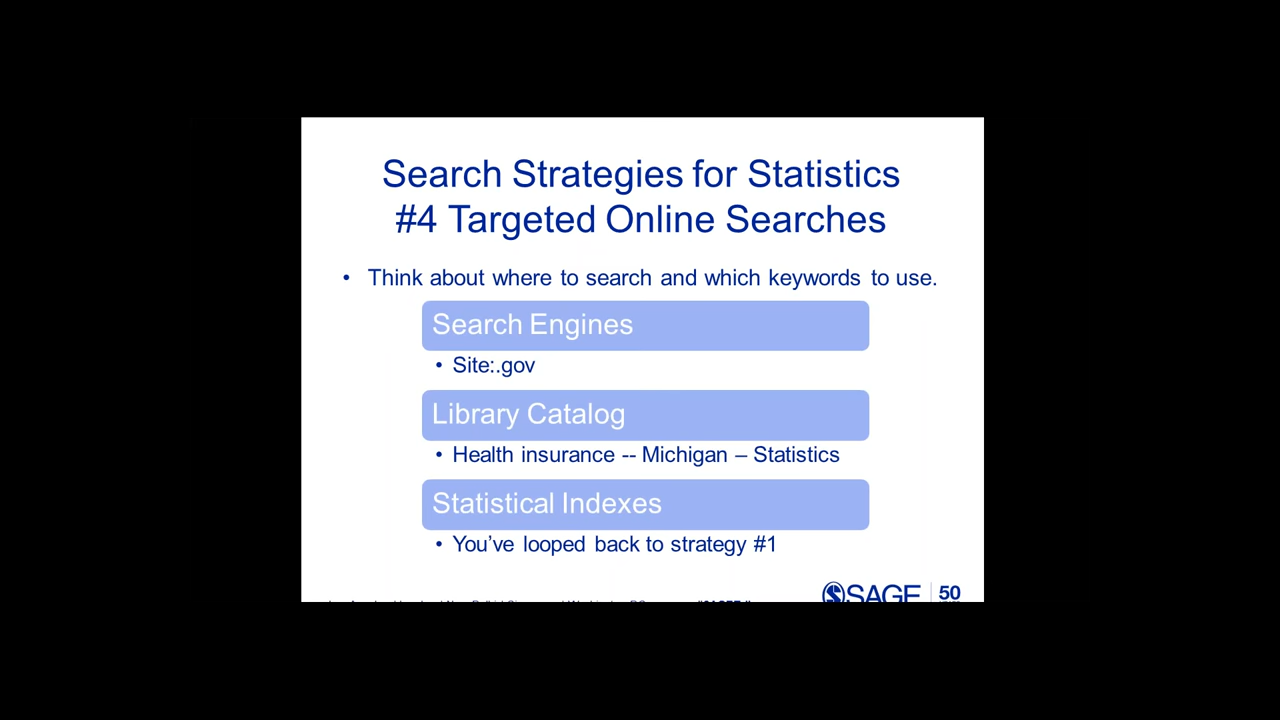 Search Strategies for Statistics
#4 Targeted Online Searches
• Think about where to search and which keywords to use.
Search Engines
• Site:.gov
Library Catalog
• Health insurance -- Michigan – Statistics
Statistical Indexes
• You’ve looped back to strategy #1
SAGE 50